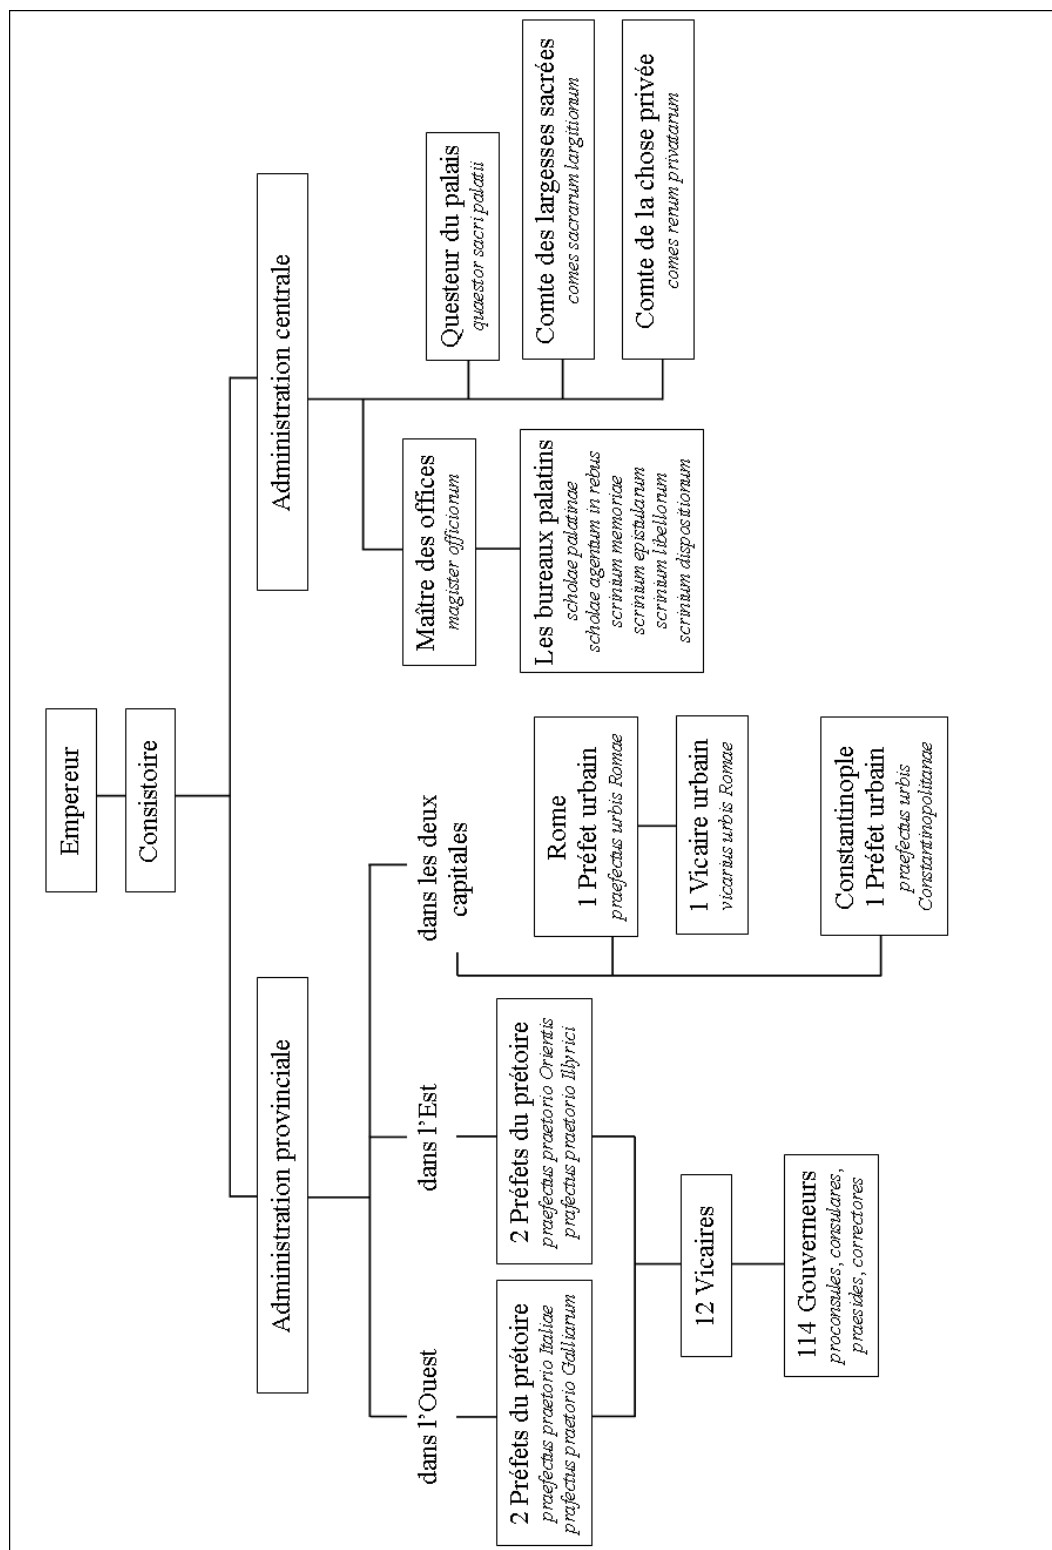 Empereur
Consistoire
Administration provinciale
Administration centrale
dans l'Ouest
dans l'Est
dans les deux
capitales
2 Préfets du prétoire
praefectus praetorio Italiae
prafectus praetorio Galliarum
2 Préfets du prétoire
praefectus praetorio Orientis
prafectus praetorio Illyrici
12 Vicaires
114 Gouverneurs
proconsules, consulares,
praesides, correctores
Rome
1 Préfet urbain
praefectus urbis Romae
1 Vicaire urbain
vicarius urbis Romae
Constantinople
1 Préfet urbain
praefectus urbis
Constantinopolitanae
Maître des offices
magister officiorum
Les bureaux palatins
scholae palatinae
scholae agentum in rebus
scrinium memoriae
scrinium epistularum
scrinium libellorum
scrinium dispositionum
Questeur du palais
quaestor sacri palatii
Comte des largesses sacrées
comes sacrarum largitionum
Comte de la chose privée
comes rerum privatarum